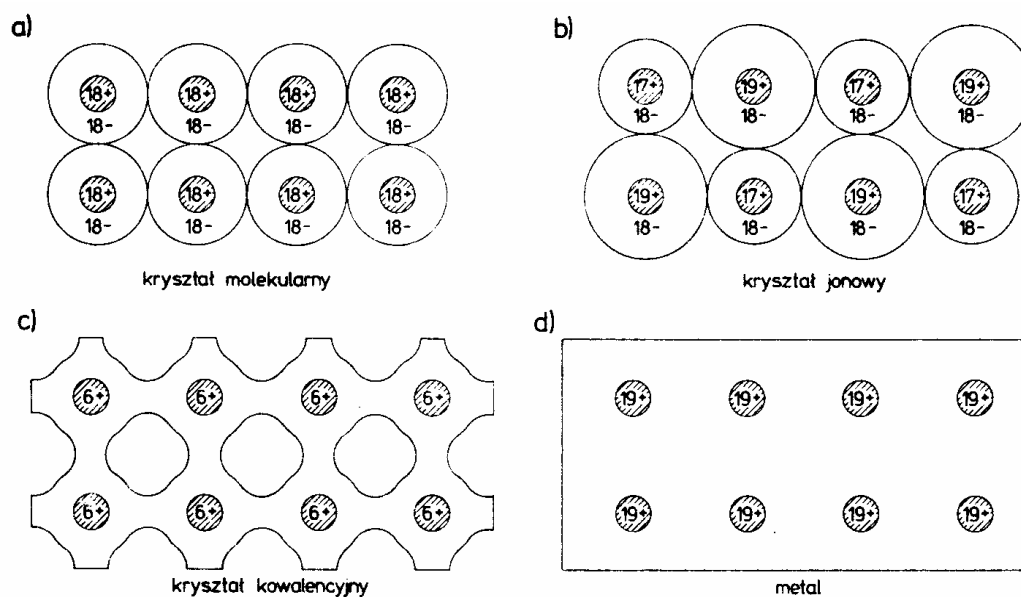 a)
18+ 18+ 18+ 18+
18- 18- 18- 18-
18+ 18+ 18+ 18+
18- 18- 18- 18-
kryształ molekularny
b)
17+ 19+ 17+ 19+
18- 18- 18- 18-
19+ 17+ 19+ 17+
18- 18- 18- 18-
kryształ jonowy
c)
6+ 6+ 6+ 6+
6+ 6+ 6+ 6+
kryształ kowalencyjny
d)
19+ 19+ 19+ 19+
19+ 19+ 19+ 19+
metal